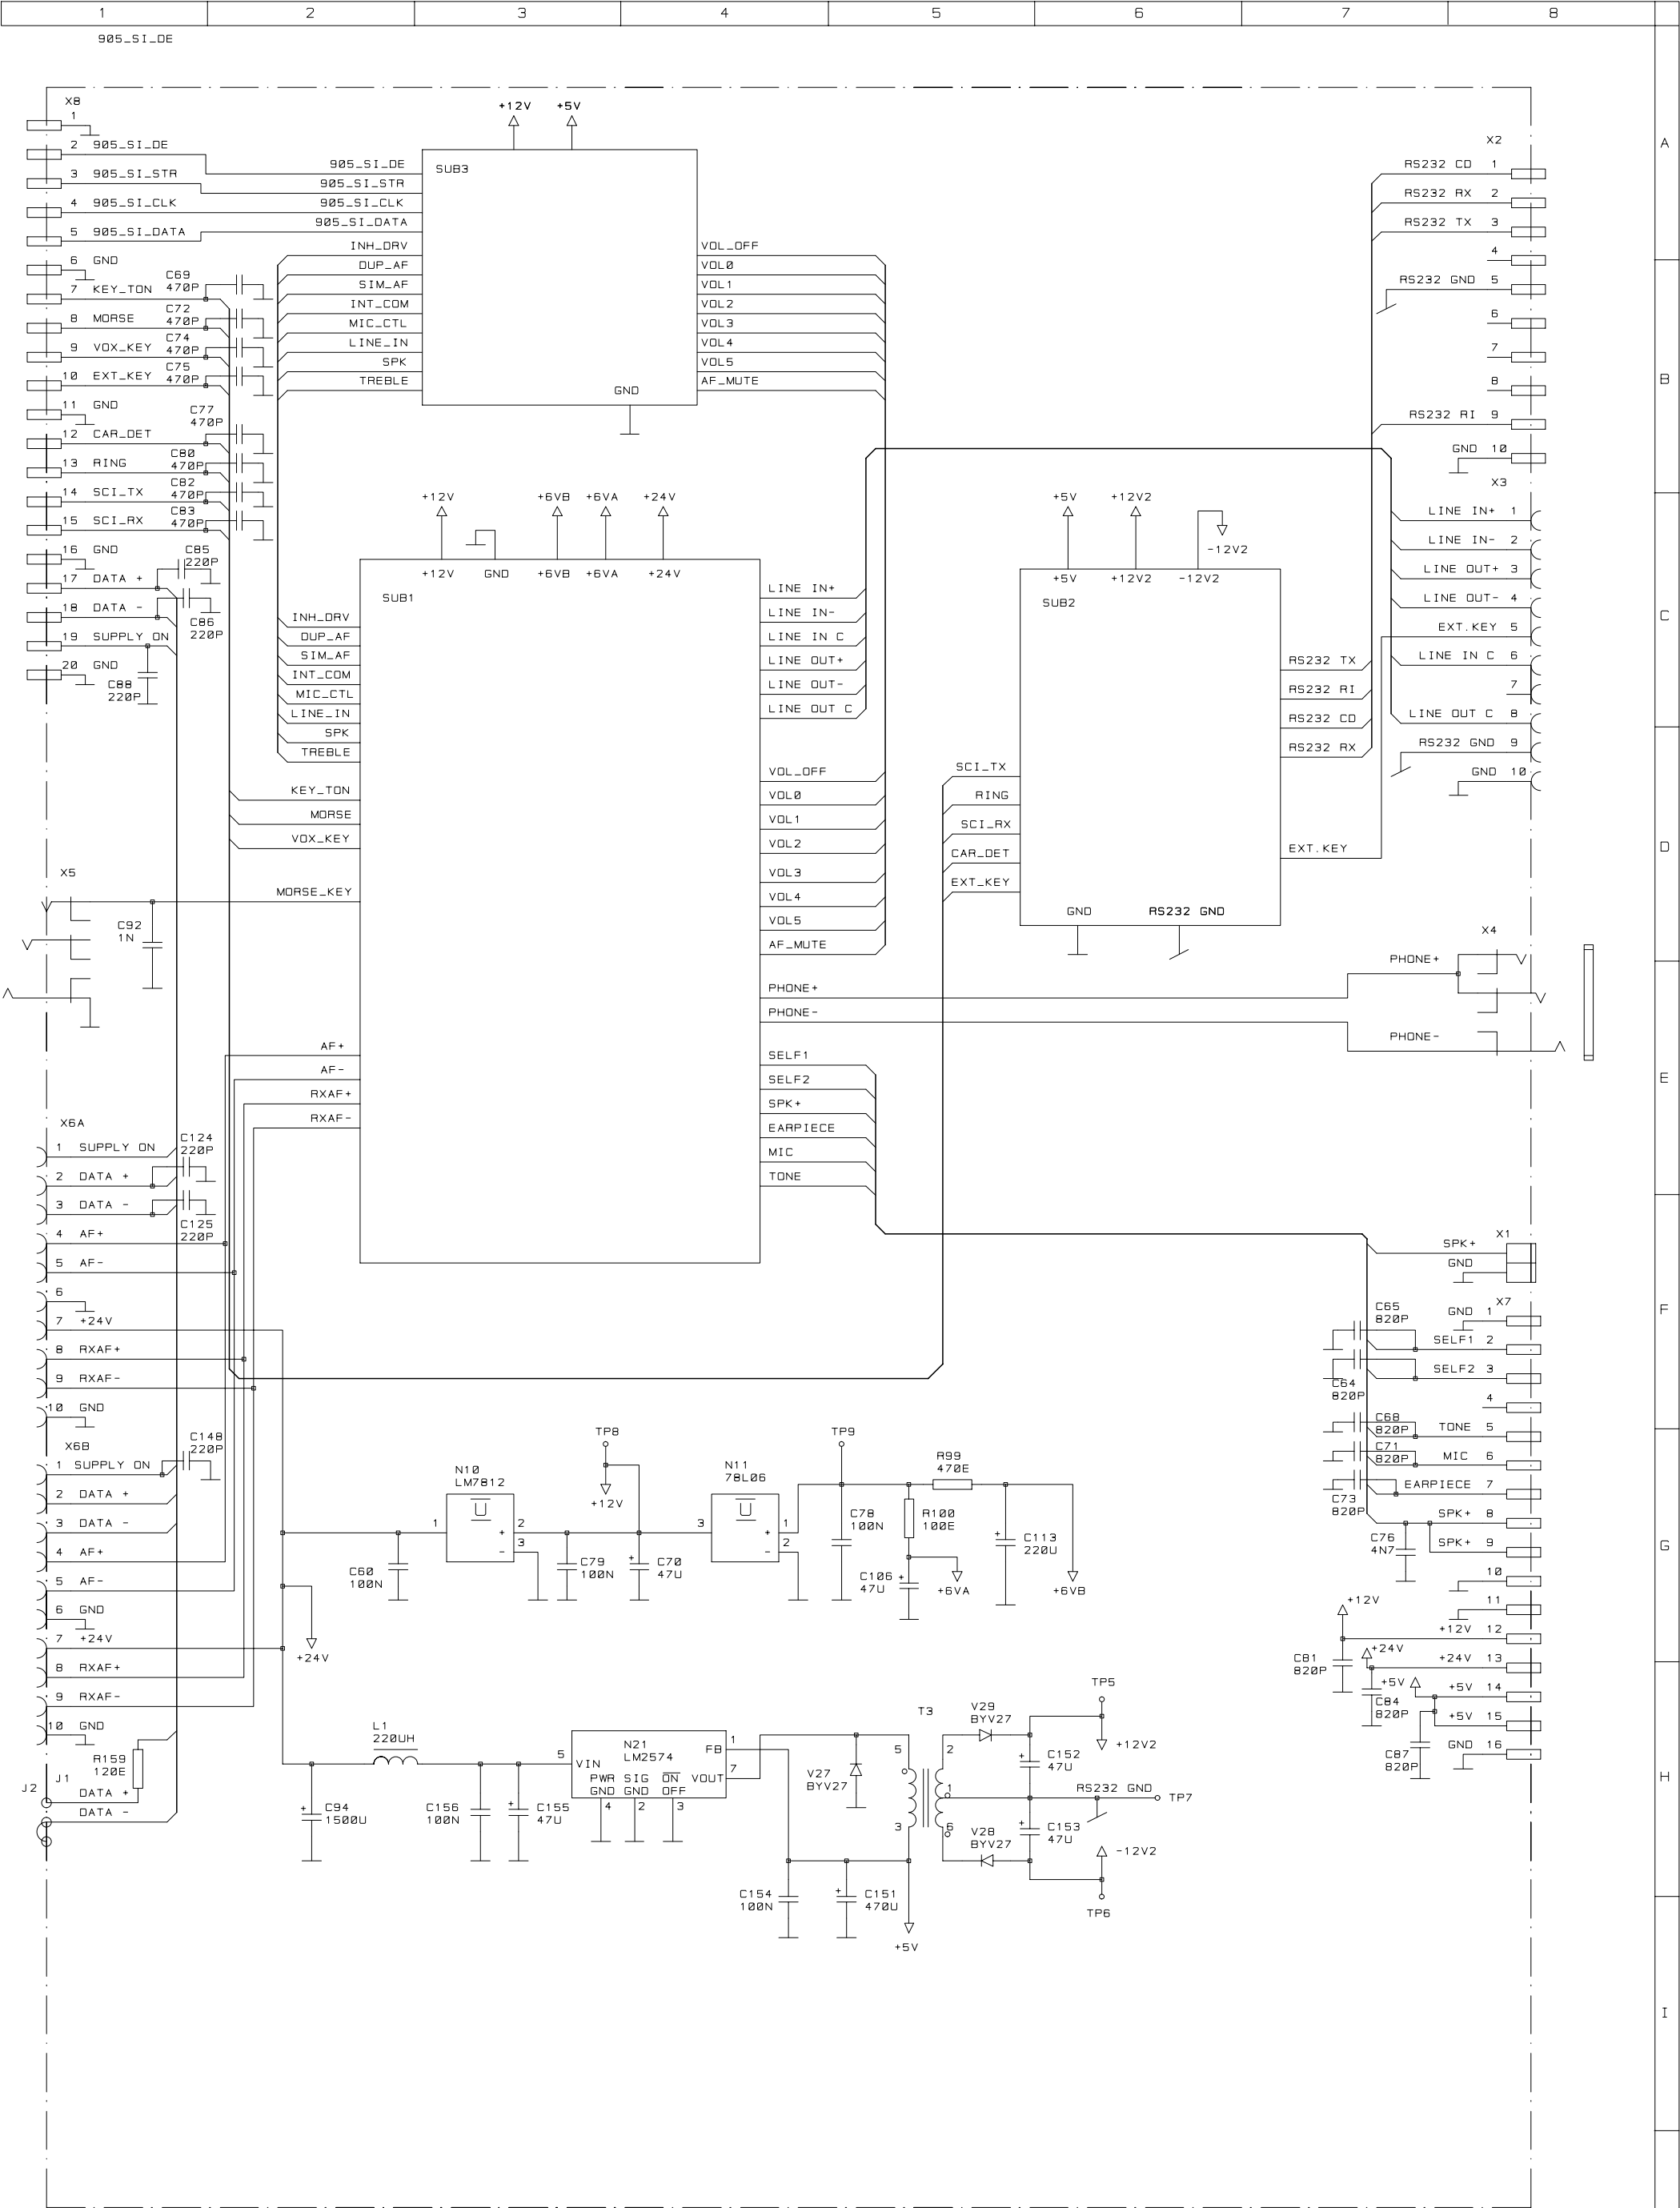 1 2 3 4 5 6 7 8
905_SI_DE
A
B
C
D
E
F
G
H
I
X8
1
2 905_SI_DE
3 905_SI_STR
4 905_SI_CLK
5 905_SI_DATA
6 GND
7 KEY_TON
8 MORSE
9 VOX_KEY
10 EXT_KEY
11 GND
12 CAR_DET
13 RING
14 SCI_TX
15 SCI_RX
16 GND
17 DATA +
18 DATA -
19 SUPPLY ON
20 GND
C69
470P
C72
470P
C74
470P
C75
470P
C77
470P
C80
470P
C82
470P
C83
470P
C85
220P
C86
220P
C88
220P
+12V +5V
SUB3
905_SI_DE
905_SI_STR
905_SI_CLK
905_SI_DATA
INH_DRV
DUP_AF
SIM_AF
INT_COM
MIC_CTL
LINE_IN
SPK
TREBLE
VOL_OFF
VOL0
VOL1
VOL2
VOL3
VOL4
VOL5
AF_MUTE
GND
+12V +6VB +6VA +24V
+12V GND +6VB +6VA +24V
SUB1
INH_DRV
DUP_AF
SIM_AF
INT_COM
MIC_CTL
LINE_IN
SPK
TREBLE
KEY_TON
MORSE
VOX_KEY
MORSE_KEY
AF+
AF-
RXAF+
RXAF-
LINE IN+
LINE IN-
LINE IN C
LINE OUT+
LINE OUT-
LINE OUT C
VOL_OFF
VOL0
VOL1
VOL2
VOL3
VOL4
VOL5
AF_MUTE
PHONE+
PHONE-
SELF1
SELF2
SPK+
EARPIECE
MIC
TONE
+5V +12V2
-12V2
+5V +12V2 -12V2
SUB2
SCI_TX
RING
SCI_RX
CAR_DET
EXT_KEY
RS232 TX
RS232 RI
RS232 CD
RS232 RX
EXT.KEY
GND RS232 GND
X2
RS232 CD 1
RS232 RX 2
RS232 TX 3
4
RS232 GND 5
6
7
8
RS232 RI 9
GND 10
X3
LINE IN+ 1
LINE IN- 2
LINE OUT+ 3
LINE OUT- 4
EXT.KEY 5
LINE IN C 6
7
LINE OUT C 8
RS232 GND 9
GND 10
X4
PHONE+
PHONE-
X5
C92
1N
X6A
1 SUPPLY ON
2 DATA +
3 DATA -
4 AF+
5 AF-
6
7 +24V
8 RXAF+
9 RXAF-
10 GND
C124
220P
C125
220P
X6B
1 SUPPLY ON
2 DATA +
3 DATA -
4 AF+
5 AF-
6 GND
7 +24V
8 RXAF+
9 RXAF-
10 GND
C148
220P
R159
120E
J2 J1
DATA +
DATA -
X1
SPK+
GND
X7
GND 1
SELF1 2
SELF2 3
4
TONE 5
MIC 6
EARPIECE 7
SPK+ 8
SPK+ 9
10
11
+12V 12
+24V 13
+5V 14
+5V 15
GND 16
C65
820P
C64
820P
C68
820P
C71
820P
C73
820P
C76
4N7
+12V
C81
820P
+24V
+5V
C84
820P
C87
820P
TP8
+12V
N10
LM7812
U
1 2
+
3
-
C60
100N
C79
100N
+
C70
47U
+24V
N11
78L06
U
3 1
+
2
-
TP9
C78
100N
R99
470E
R100
100E
C106 +
47U
+6VA
+
C113
220U
+6VB
L1
220UH
+
C94
1500U
C156
100N
+
C155
47U
N21
LM2574
5 VIN
FB 1
PWR SIG ON VOUT 7
GND GND OFF
4 2 3
V27
BYV27
T3
5
3
2
1
6
V29
BYV27
V28
BYV27
TP5
+12V2
+
C152
47U
RS232 GND
TP7
+
C153
47U
-12V2
TP6
C154
100N
+
C151
470U
+5V